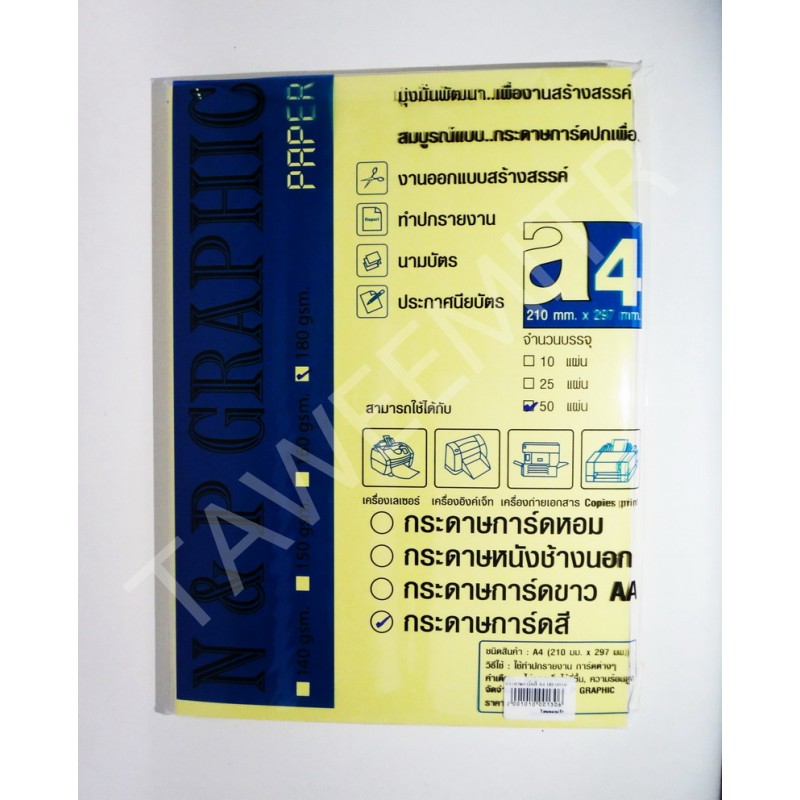 N & P GRAPHIC
PAPER
140 gsm.
150 gsm.
160 gsm.
180 gsm.
มุ่งมั่นพัฒนา..เพื่องานสร้างสรรค์
สมบูรณ์แบบ..กระดาษการ์ดปกเพื่อ
งานออกแบบสร้างสรรค์
Report
ทำปกรายงาน
นามบัตร
ประกาศนียบัตร
a4
210 mm. x 297 mm.
จำนวนบรรจุ
10 แผ่น
25 แผ่น
50 แผ่น
สามารถใช้ได้กับ
เครื่องเลเซอร์ เครื่องอิงค์เจ็ท เครื่องถ่ายเอกสาร Copies print
กระดาษการ์ดหอม
กระดาษหนังช้างนอก
กระดาษการ์ดขาว AA
กระดาษการ์ดสี
ชนิดสินค้า : A4 (210 มม. x 297 มม.)
วิธีใช้ : ใช้ทำปกรายงาน การ์ดต่างๆ
GRAPHIC
ราคา
TAWEEMITR